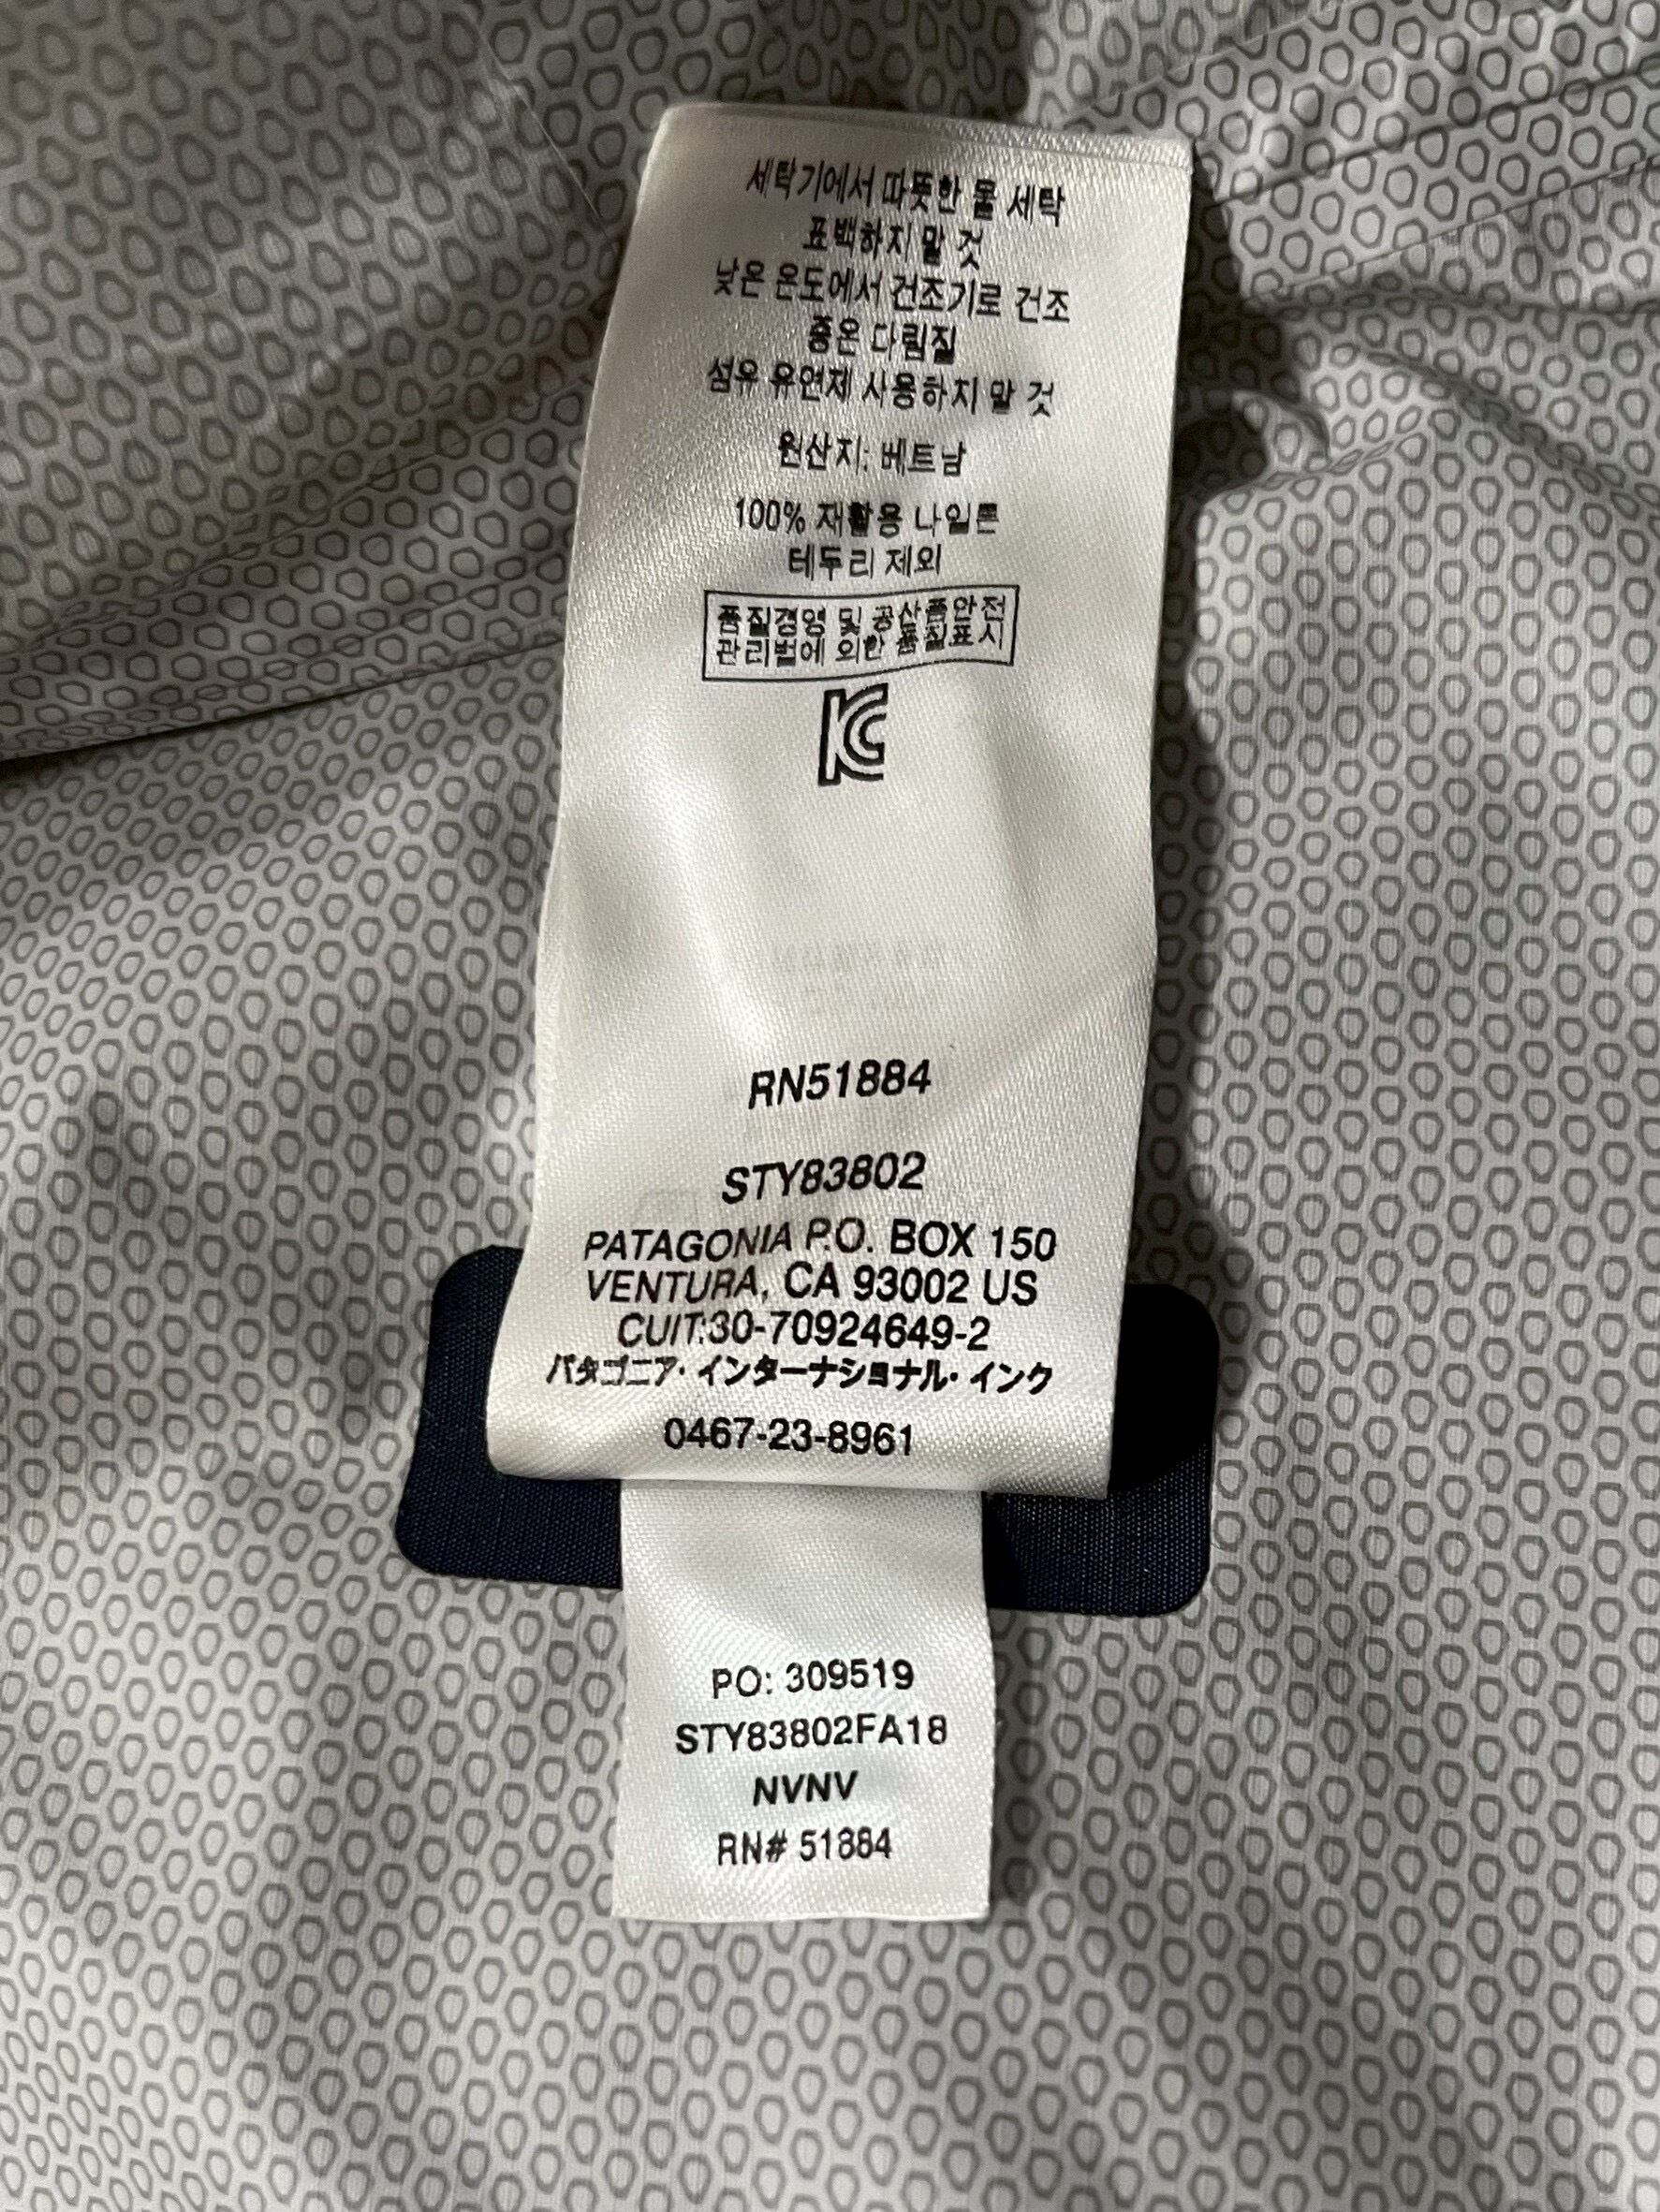 세탁기에서 따뜻한 물 세탁
표백하지 말 것
낮은 온도에서 건조기로 건조
중온 다림질
섬유 유연제 사용하지 말 것
원산지: 베트남
100% 재활용 나일론
테두리 제외
품질경영 및 공산품안전
관리법에 의한 품질표시
KC
RN51884
STY83802
PATAGONIA P.O. BOX 150
VENTURA, CA 93002 US
CUIT:30-70924649-2
パタゴニア・インターナショナル・インク
0467-23-8961
PO: 309519
STY83802FA18
NVNV
RN# 51884